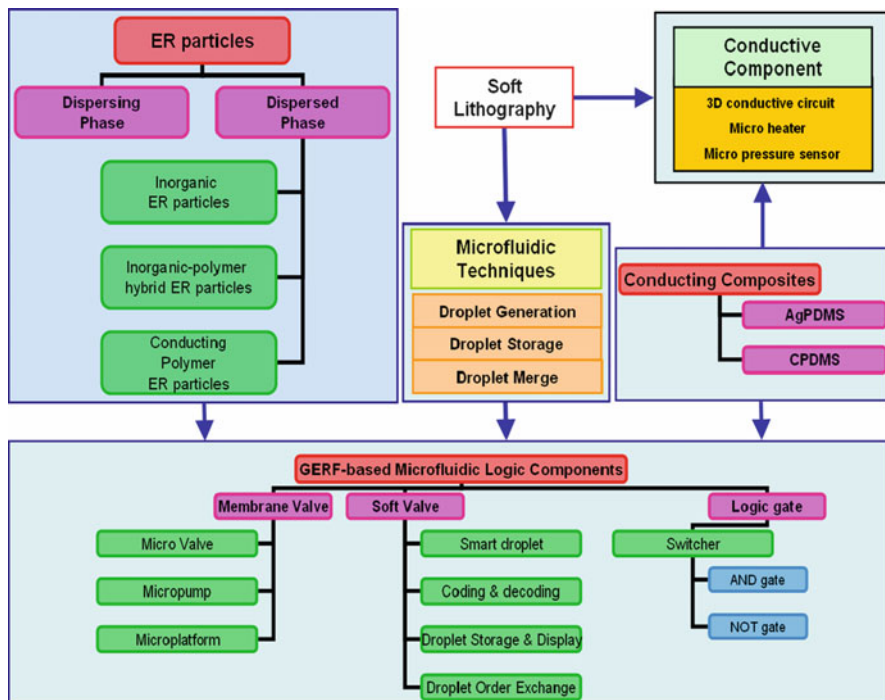 ER particles
Dispersing
Phase
Dispersed
Phase
Inorganic
ER particles
Inorganic-polymer
hybrid ER particles
Conducting
Polymer
ER particles
Soft
Lithography
Microfluidic
Techniques
Droplet Generation
Droplet Storage
Droplet Merge
Conductive
Component
3D conductive circuit
Micro heater
Micro pressure sensor
Conducting Composites
AgPDMS
CPDMS
GERF-based Microfluidic Logic Components
Membrane Valve
Micro Valve
Micropump
Microplatform
Soft Valve
Smart droplet
Coding & decoding
Droplet Storage & Display
Droplet Order Exchange
Logic gate
Switcher
AND gate
NOT gate